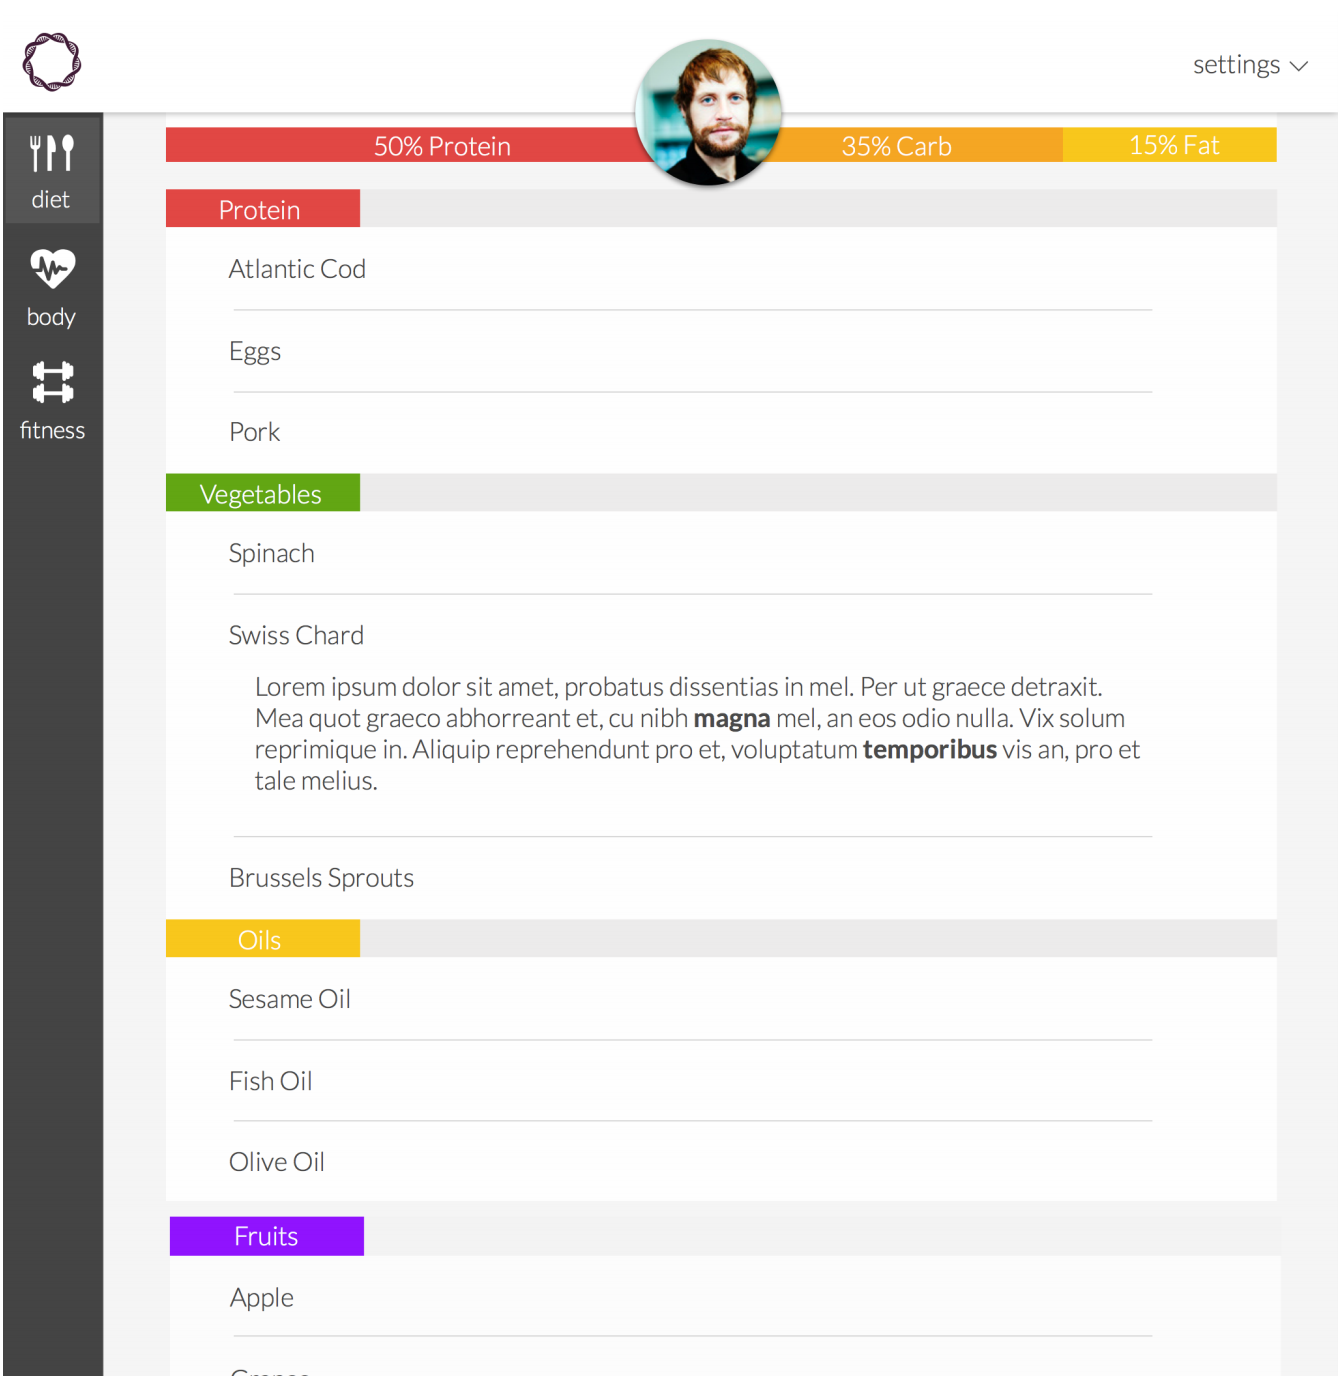 settings
50% Protein
35% Carb
15% Fat
diet
body
fitness
Protein
Atlantic Cod
Eggs
Pork
Vegetables
Spinach
Swiss Chard
Lorem ipsum dolor sit amet, probatus dissentias in mel. Per ut graece detraxit.
Mea quot graeco abhorreant et, cu nibh magna mel, an eos odio nulla. Vix solum
reprimique in. Aliquip reprehendunt pro et, voluptatum temporibus vis an, pro et
tale melius.
Brussels Sprouts
Oils
Sesame Oil
Fish Oil
Olive Oil
Fruits
Apple